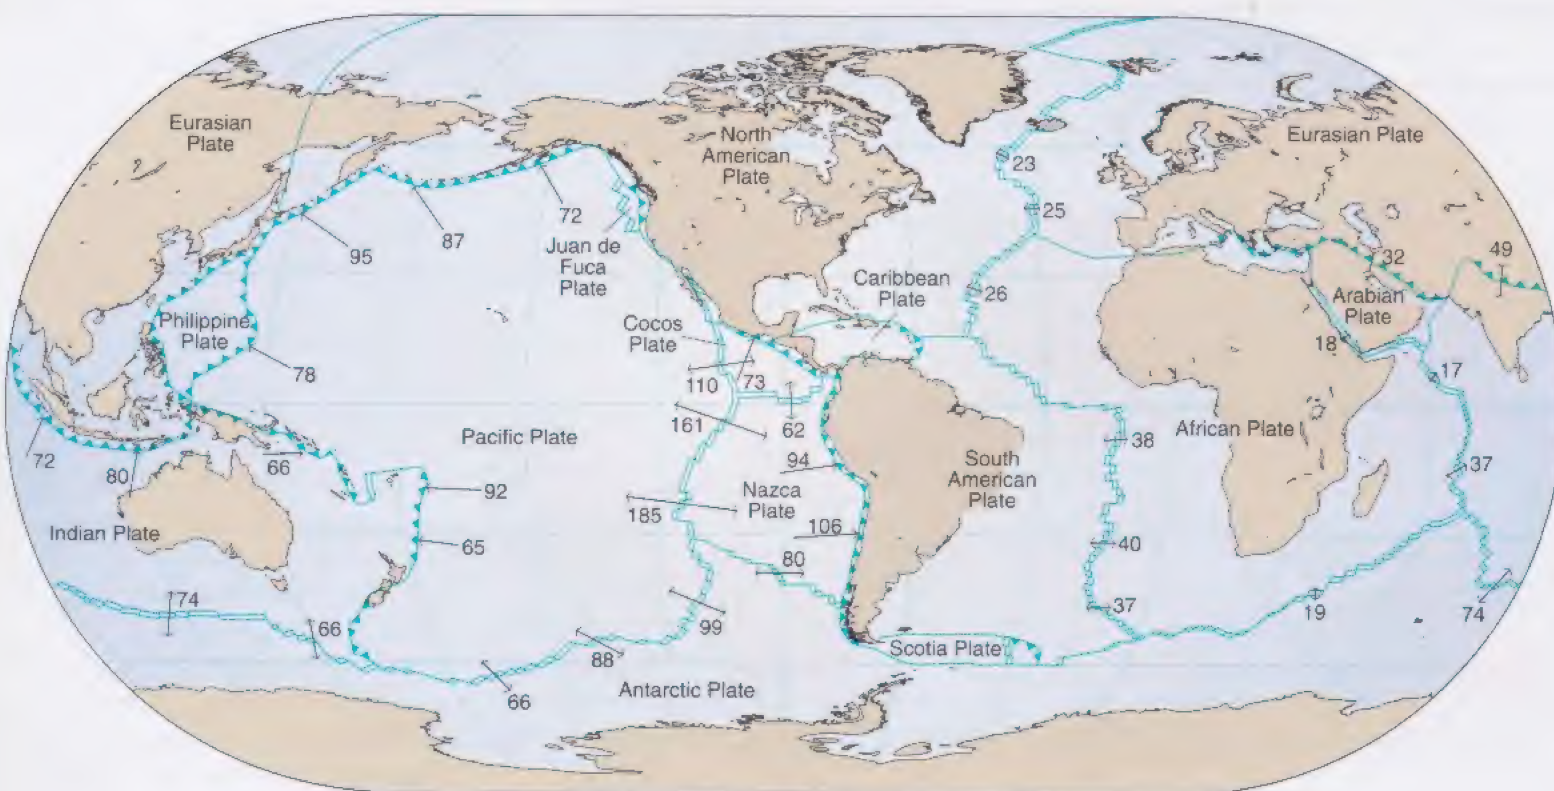 Eurasian
Plate
North
American
Plate
Eurasian Plate
23
25
72
87
95
Juan de
Fuca
Plate
Caribbean
Plate
26
32
49
Arabian
Plate
Philippine
Plate
Cocos
Plate
18
17
78
110
73
161
62
Pacific Plate
38
African Plate
72
80
66
94
South
American
Plate
37
92
Nazca
Plate
185
106
Indian Plate
65
40
80
74
66
99
37
19
74
88
Scotia Plate
66
Antarctic Plate